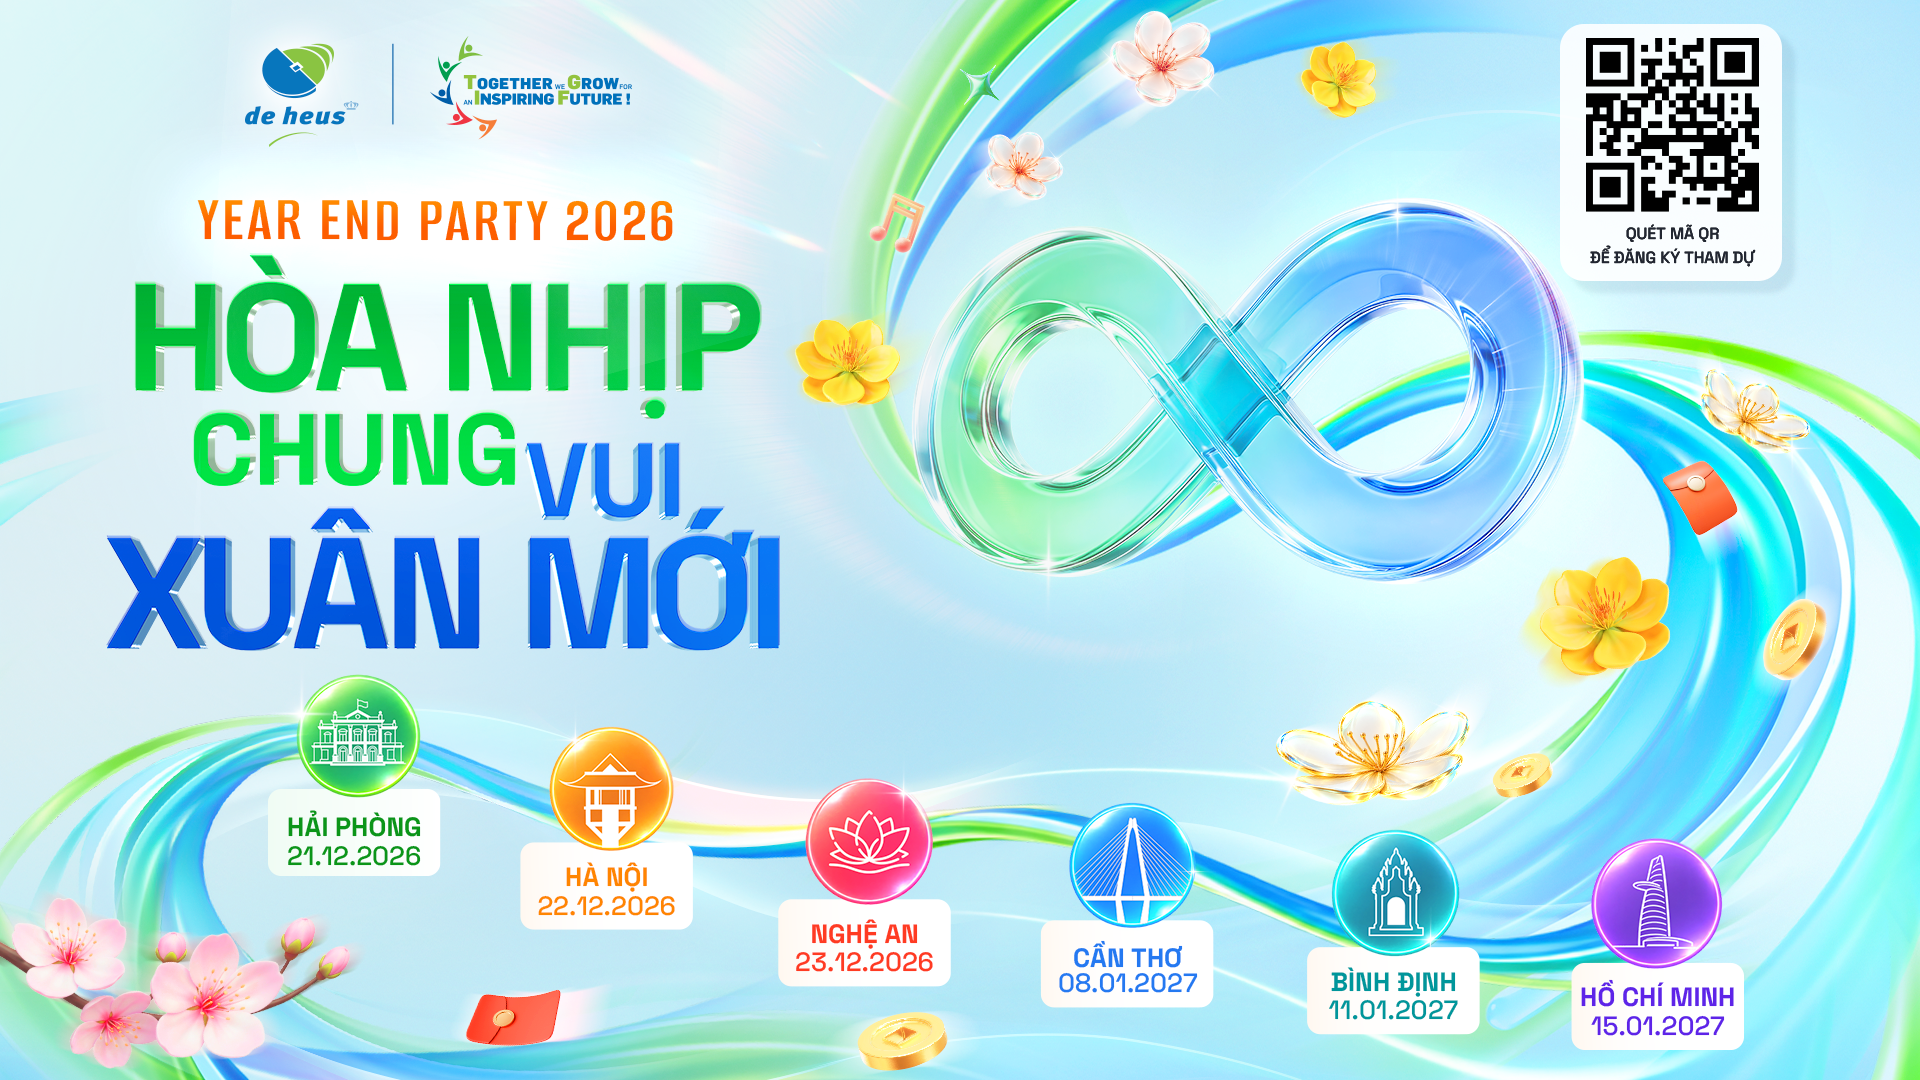 de heus
TOGETHER WE GROW FOR
AN INSPIRING FUTURE !
QUÉT MÃ QR
ĐỂ ĐĂNG KÝ THAM DỰ
YEAR END PARTY 2026
HÒA NHỊP
CHUNG VUI
XUÂN MỚI
HẢI PHÒNG
21.12.2026
HÀ NỘI
22.12.2026
NGHỆ AN
23.12.2026
CẦN THƠ
08.01.2027
BÌNH ĐỊNH
11.01.2027
HỒ CHÍ MINH
15.01.2027